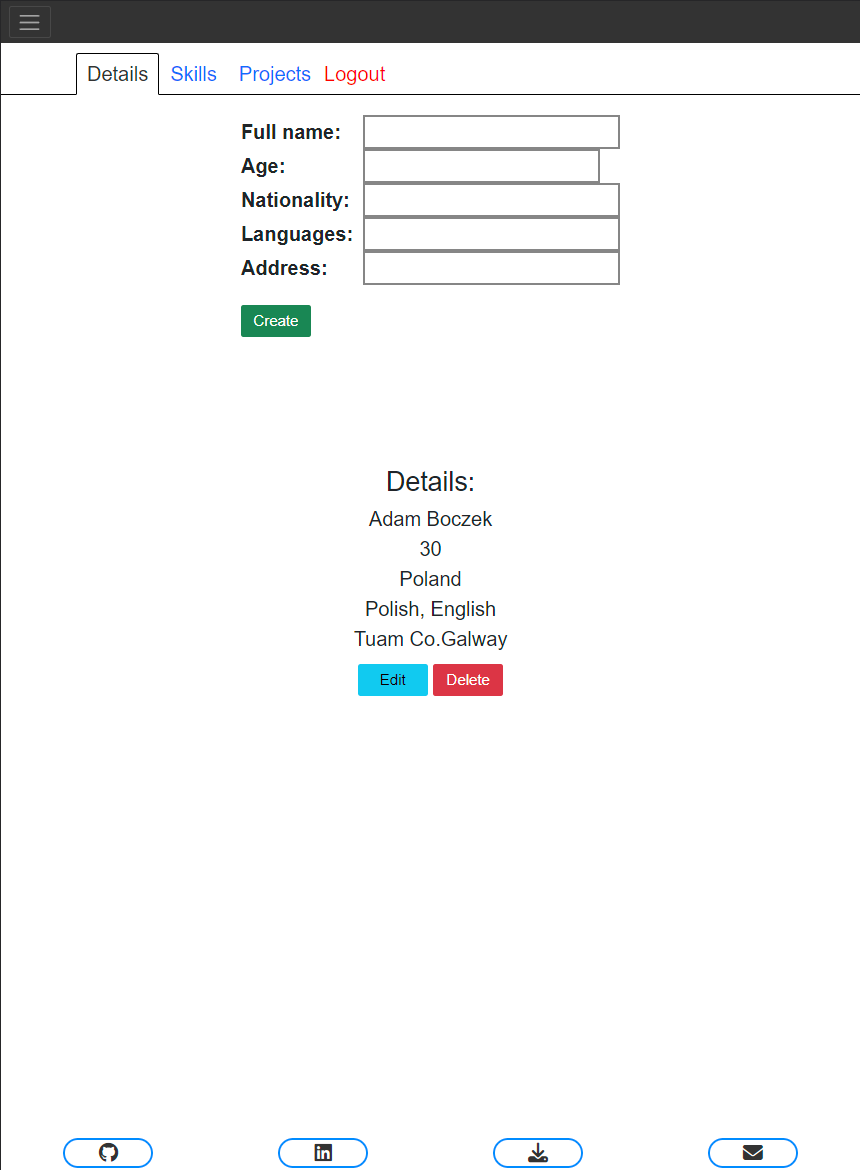 Details Skills Projects Logout
Full name:
Age:
Nationality:
Languages:
Address:
Create
Details:
Adam Boczek
30
Poland
Polish, English
Tuam Co.Galway
Edit Delete